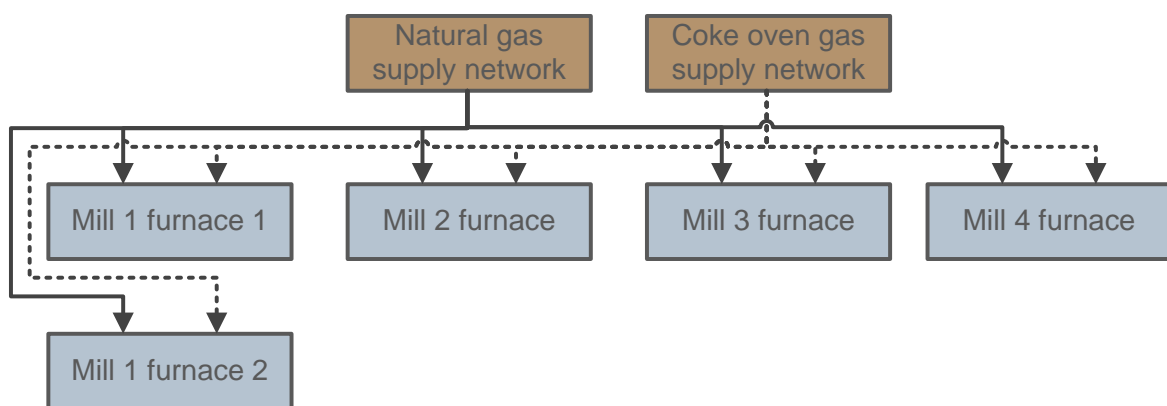 Natural gas
supply network
Coke oven gas
supply network
Mill 1 furnace 1
Mill 2 furnace
Mill 3 furnace
Mill 4 furnace
Mill 1 furnace 2